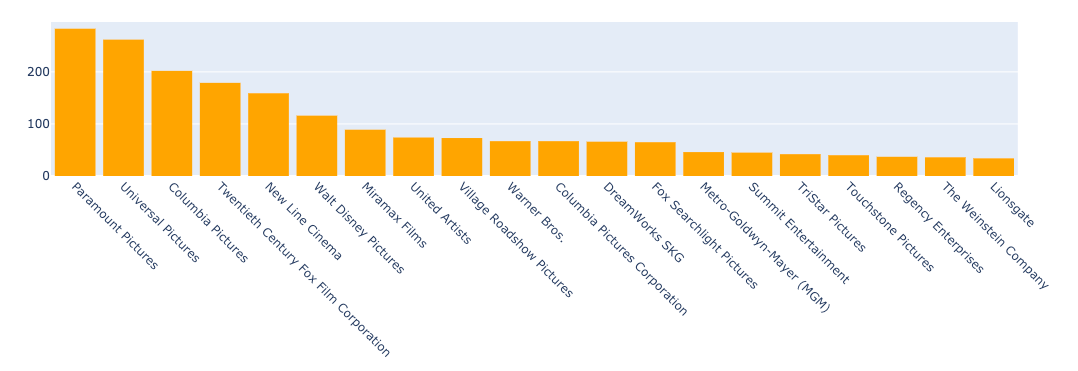 200
100
0
Paramount Pictures
Universal Pictures
Columbia Pictures
Twentieth Century Fox Film Corporation
New Line Cinema
Walt Disney Pictures
Miramax Films
United Artists
Village Roadshow Pictures
Warner Bros.
Columbia Pictures Corporation
DreamWorks SKG
Fox Searchlight Pictures
Metro-Goldwyn-Mayer (MGM)
Summit Entertainment
TriStar Pictures
Touchstone Pictures
Regency Enterprises
The Weinstein Company
Lionsgate